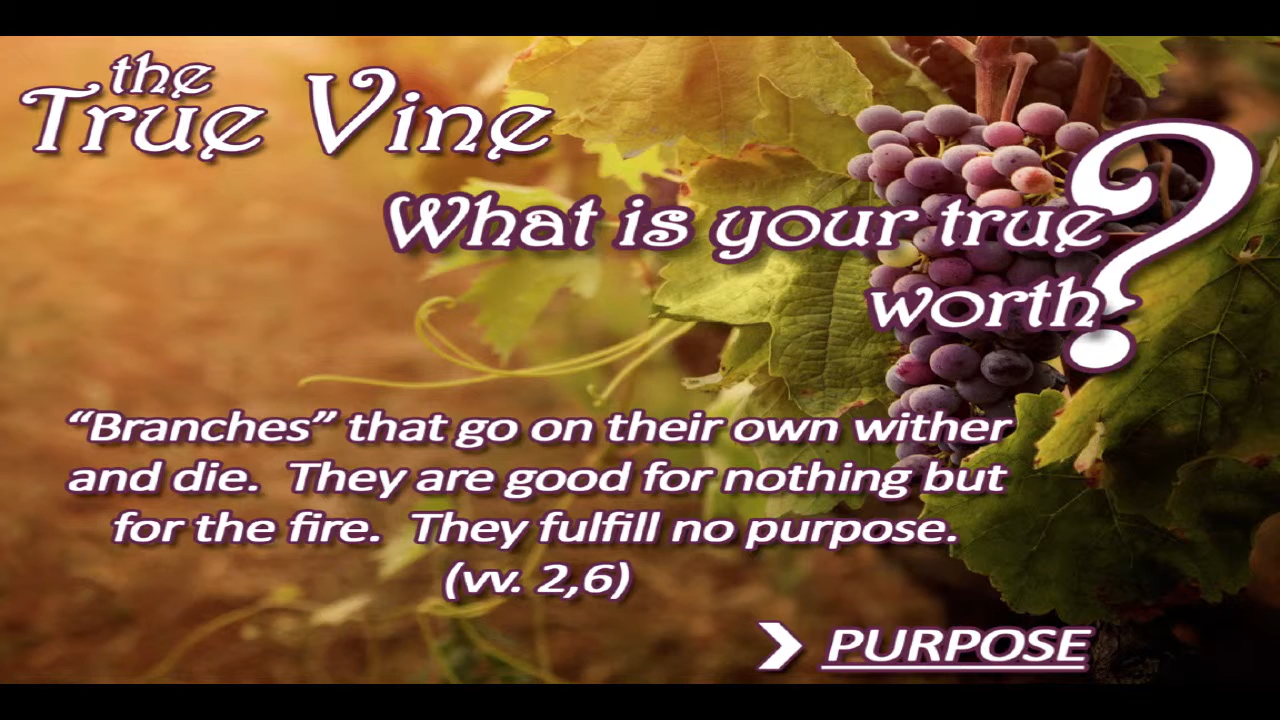 the
True Vine
What is your true
worth?
“Branches” that go on their own wither
and die.  They are good for nothing but
for the fire.  They fulfill no purpose.
(vv. 2,6)
PURPOSE